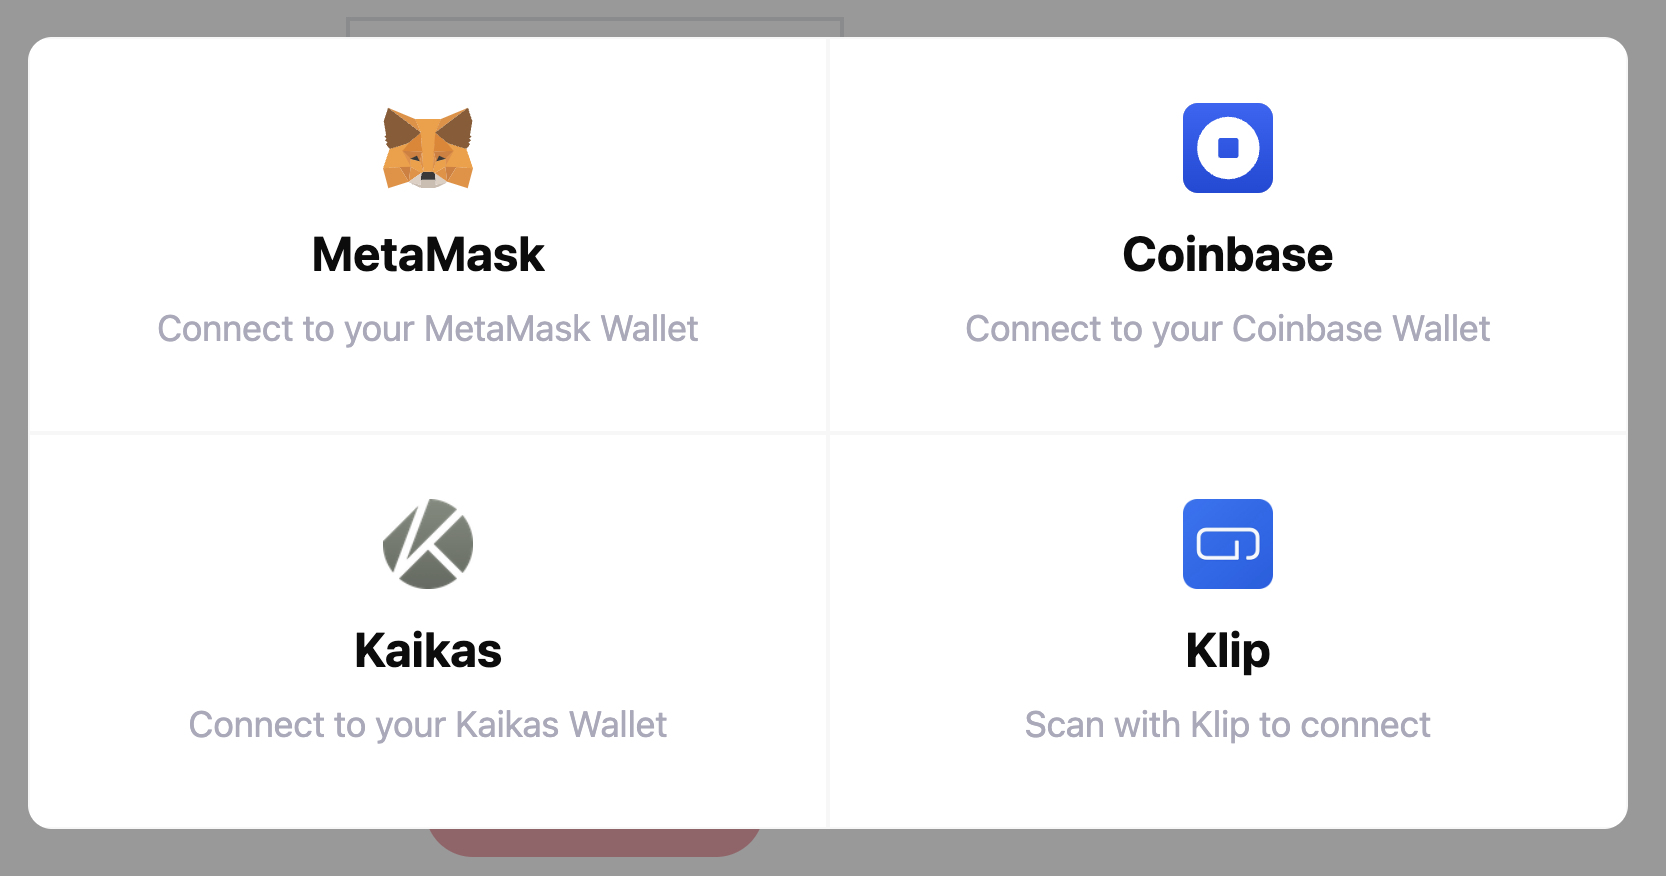 MetaMask
Connect to your MetaMask Wallet
Coinbase
Connect to your Coinbase Wallet
Kaikas
Connect to your Kaikas Wallet
Klip
Scan with Klip to connect